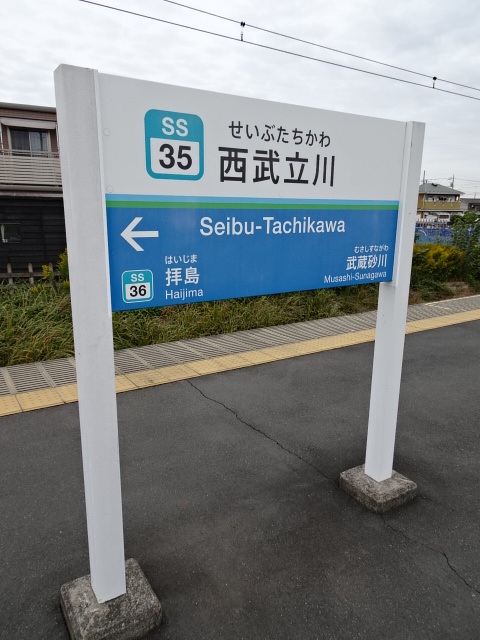 SS
35
せいぶたちかわ
西武立川
Seibu-Tachikawa
←
SS
36
はいじま
拝島
Haijima
むさしすながわ
武蔵砂川
Musashi-Sunagawa